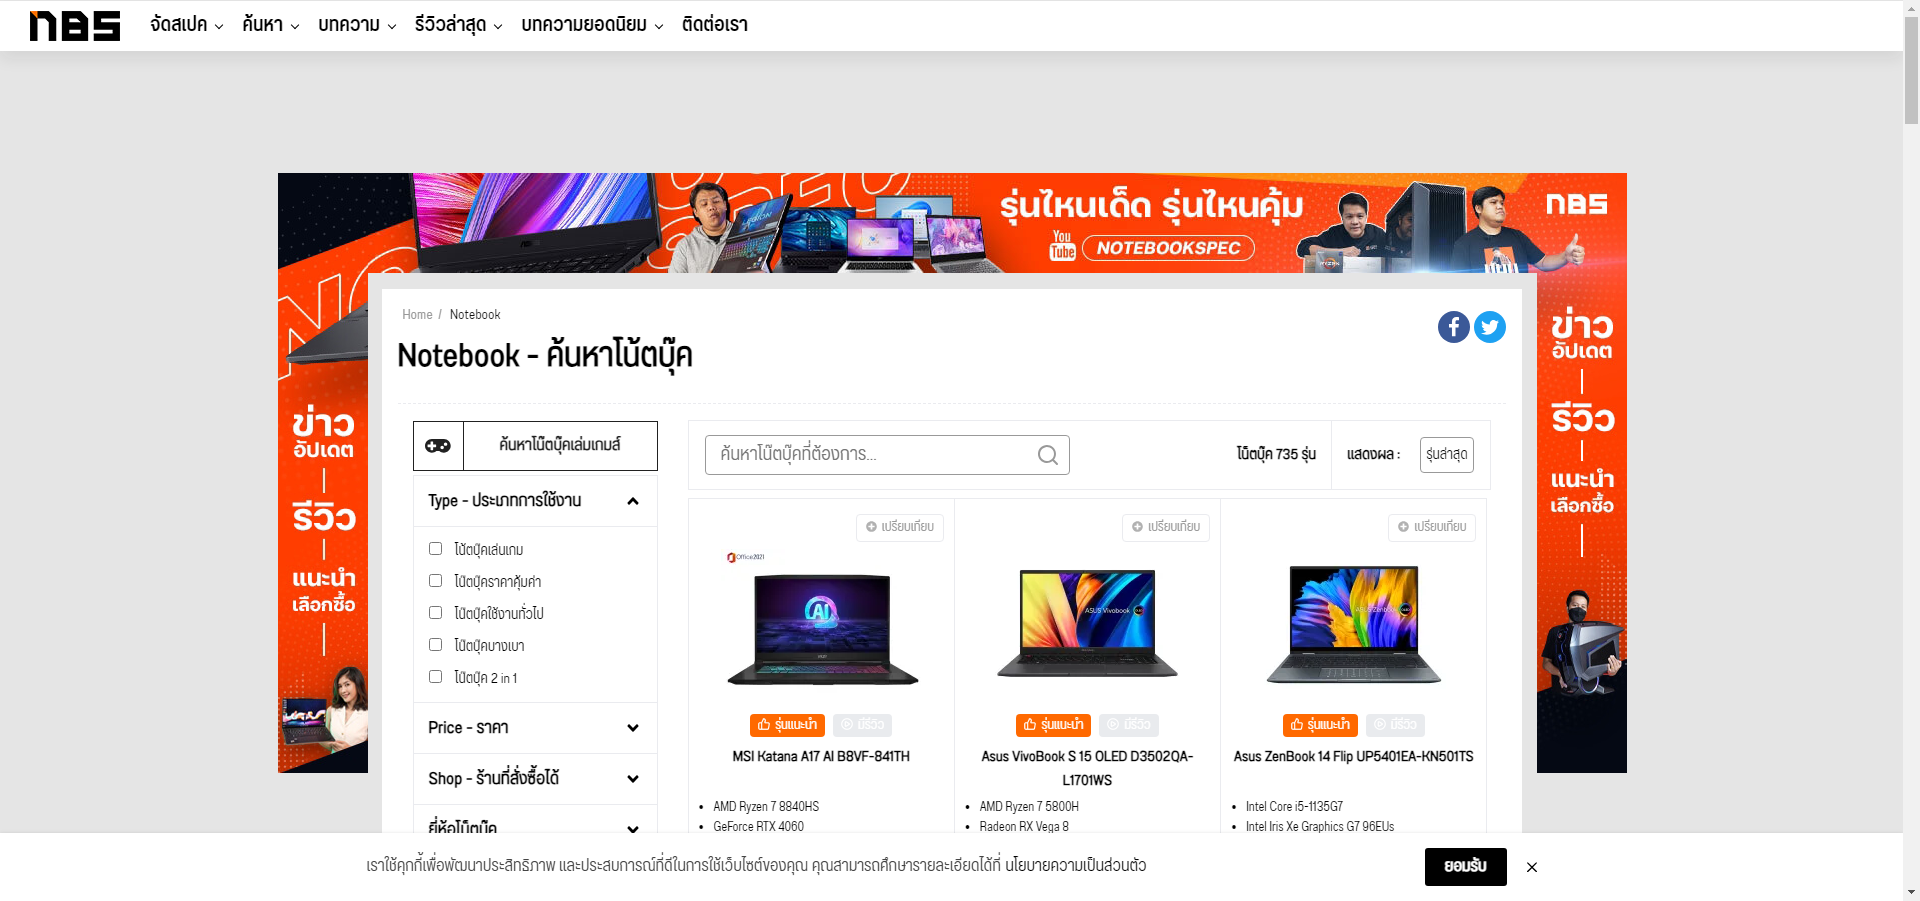 nBS
จัดสเปค
ค้นหา
บทความ
รีวิวล่าสุด
บทความยอดนิยม
ติดต่อเรา
รุ่นไหนเด็ด รุ่นไหนคุ้ม
You Tube NOTEBOOKSPEC
nBS
ข่าว
อัปเดต
รีวิว
แนะนำ
เลือกซื้อ
ข่าว
อัปเดต
รีวิว
แนะนำ
เลือกซื้อ
Home / Notebook
Notebook - ค้นหาโน้ตบุ๊ค
ค้นหาโน๊ตบุ๊คเล่มเกมส์
ค้นหาโน๊ตบุ๊คที่ต้องการ...
โน็ตบุ๊ค 735 รุ่น
แสดงผล :
รุ่นล่าสุด
Type - ประเภทการใช้งาน
โน้ตบุ๊คเล่นเกม
โน๊ตบุ๊คราคาคุ้มค่า
โน๊ตบุ๊คใช้งานทั่วไป
โน๊ตบุ๊คบางเบา
โน๊ตบุ๊ค 2 in 1
Price - ราคา
Shop - ร้านที่สั่งซื้อได้
ยี่ห้อโน็ตบุ๊ค
เปรียบเทียบ
Office2021
AI
รุ่นแนะนำ
มีรีวิว
MSI Katana A17 AI B8VF-841TH
AMD Ryzen 7 8840HS
GeForce RTX 4060
เปรียบเทียบ
ASUS Vivobook
รุ่นแนะนำ
มีรีวิว
Asus VivoBook S 15 OLED D3502QA-
L1701WS
AMD Ryzen 7 5800H
Radeon RX Vega 8
เปรียบเทียบ
ASUS Zenbook
รุ่นแนะนำ
มีรีวิว
Asus ZenBook 14 Flip UP5401EA-KN501TS
Intel Core i5-1135G7
Intel Iris Xe Graphics G7 96EUs
เราใช้คุกกี้เพื่อพัฒนาประสิทธิภาพ และประสบการณ์ที่ดีในการใช้เว็บไซต์ของคุณ คุณสามารถศึกษารายละเอียดได้ที่ นโยบายความเป็นส่วนตัว
ยอมรับ